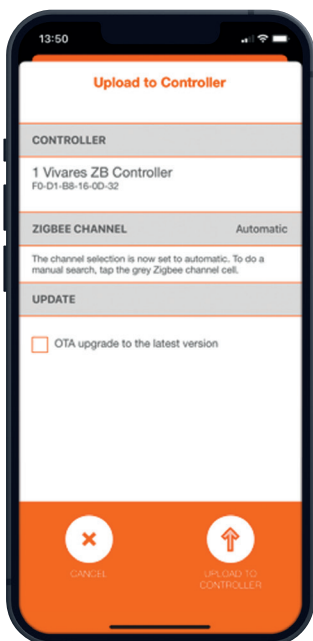 13:50
Upload to Controller
CONTROLLER
1 Vivares ZB Controller
F0-D1-B8-16-0D-32
ZIGBEE CHANNEL Automatic
The channel selection is now set to automatic. To do a
manual search, tap the grey Zigbee channel cell.
UPDATE
OTA upgrade to the latest version
CANCEL
UPLOAD TO
CONTROLLER